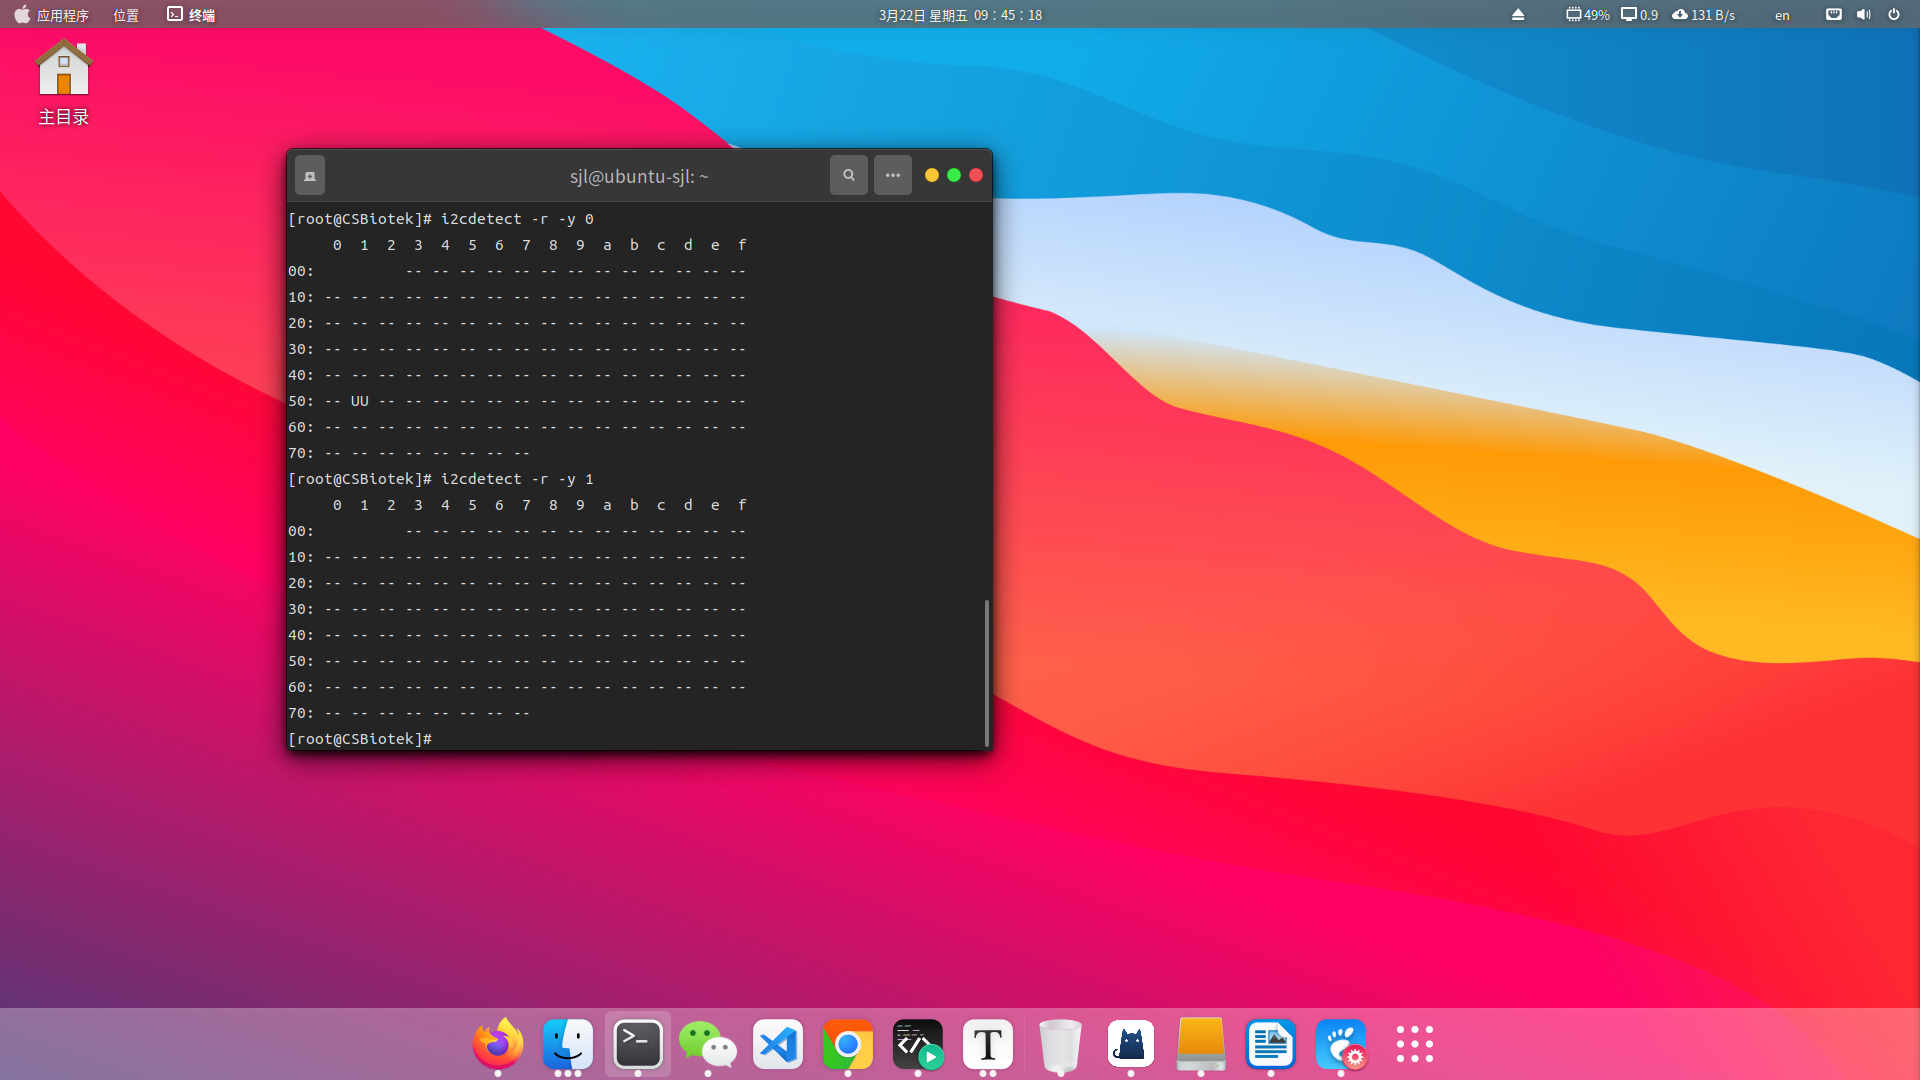 应用程序 位置 终端 3月22日 星期五 09：45：18 49% 0.9 131 B/s en
主目录
sjl@ubuntu-sjl: ~
[root@CSBiotek]# i2cdetect -r -y 0
     0  1  2  3  4  5  6  7  8  9  a  b  c  d  e  f
00:          -- -- -- -- -- -- -- -- -- -- -- -- --
10: -- -- -- -- -- -- -- -- -- -- -- -- -- -- -- --
20: -- -- -- -- -- -- -- -- -- -- -- -- -- -- -- --
30: -- -- -- -- -- -- -- -- -- -- -- -- -- -- -- --
40: -- -- -- -- -- -- -- -- -- -- -- -- -- -- -- --
50: -- UU -- -- -- -- -- -- -- -- -- -- -- -- -- --
60: -- -- -- -- -- -- -- -- -- -- -- -- -- -- -- --
70: -- -- -- -- -- -- -- --
[root@CSBiotek]# i2cdetect -r -y 1
     0  1  2  3  4  5  6  7  8  9  a  b  c  d  e  f
00:          -- -- -- -- -- -- -- -- -- -- -- -- --
10: -- -- -- -- -- -- -- -- -- -- -- -- -- -- -- --
20: -- -- -- -- -- -- -- -- -- -- -- -- -- -- -- --
30: -- -- -- -- -- -- -- -- -- -- -- -- -- -- -- --
40: -- -- -- -- -- -- -- -- -- -- -- -- -- -- -- --
50: -- -- -- -- -- -- -- -- -- -- -- -- -- -- -- --
60: -- -- -- -- -- -- -- -- -- -- -- -- -- -- -- --
70: -- -- -- -- -- -- -- --
[root@CSBiotek]#
T